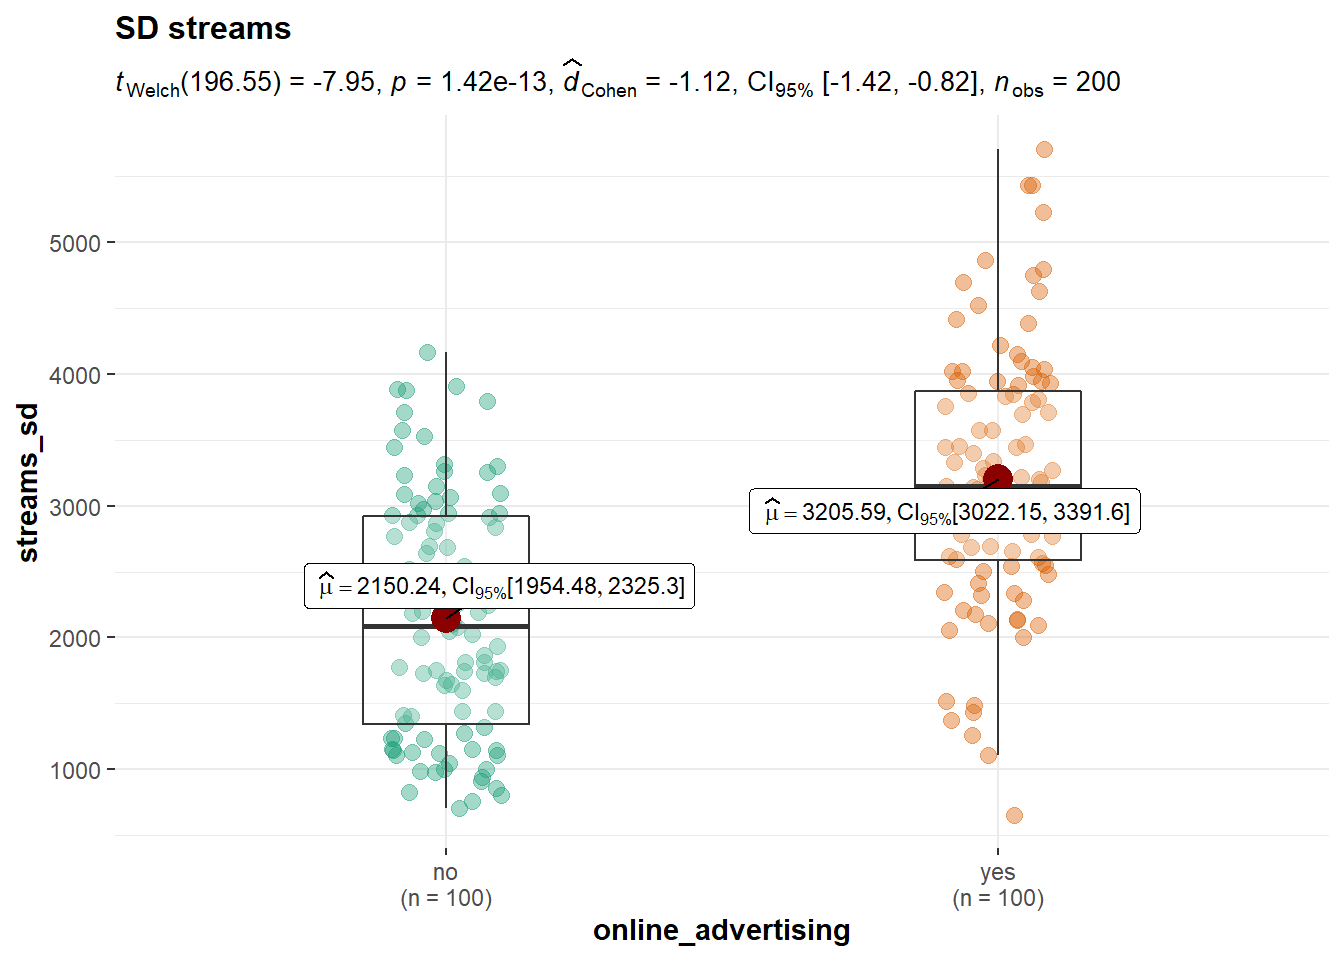 SD streams
t Welch(196.55) = -7.95, p = 1.42e-13, d̂ Cohen = -1.12, CI95% [-1.42, -0.82], n obs = 200
streams_sd
5000
4000
3000
2000
1000
μ̂ = 3205.59, CI95%[3022.15, 3391.6]
μ̂ = 2150.24, CI95%[1954.48, 2325.3]
no
(n = 100)
yes
(n = 100)
online_advertising